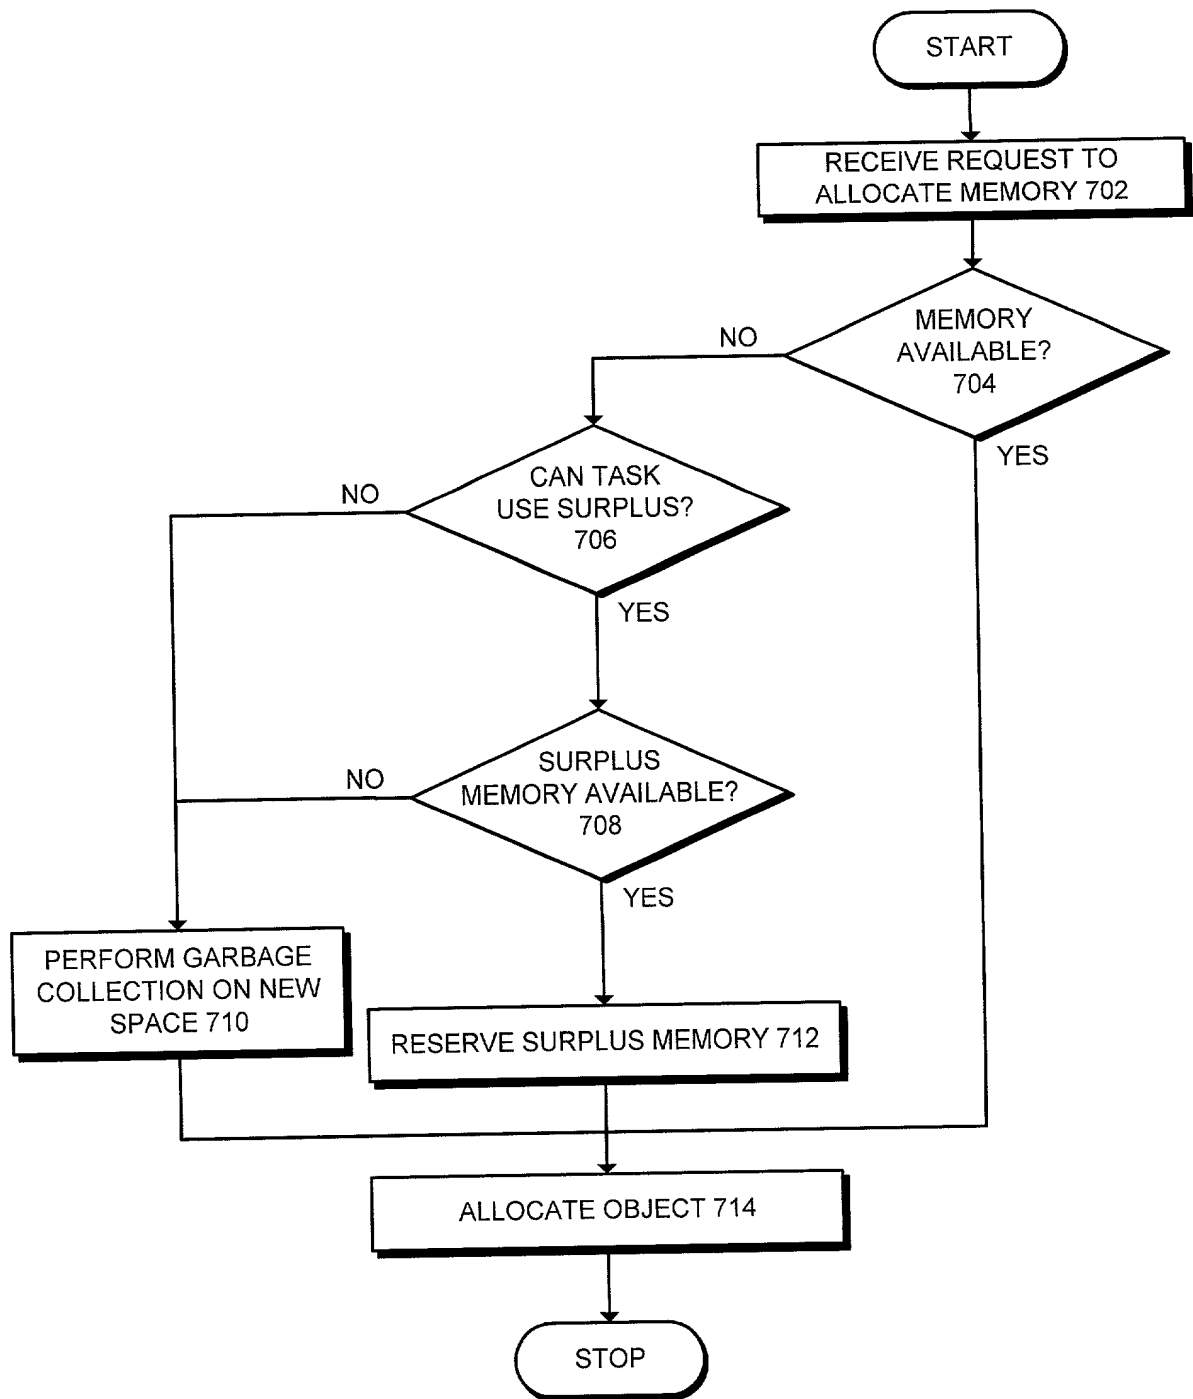 START
RECEIVE REQUEST TO
ALLOCATE MEMORY 702
MEMORY
AVAILABLE?
704
NO
YES
CAN TASK
USE SURPLUS?
706
NO
YES
SURPLUS
MEMORY AVAILABLE?
708
NO
YES
PERFORM GARBAGE
COLLECTION ON NEW
SPACE 710
RESERVE SURPLUS MEMORY 712
ALLOCATE OBJECT 714
STOP